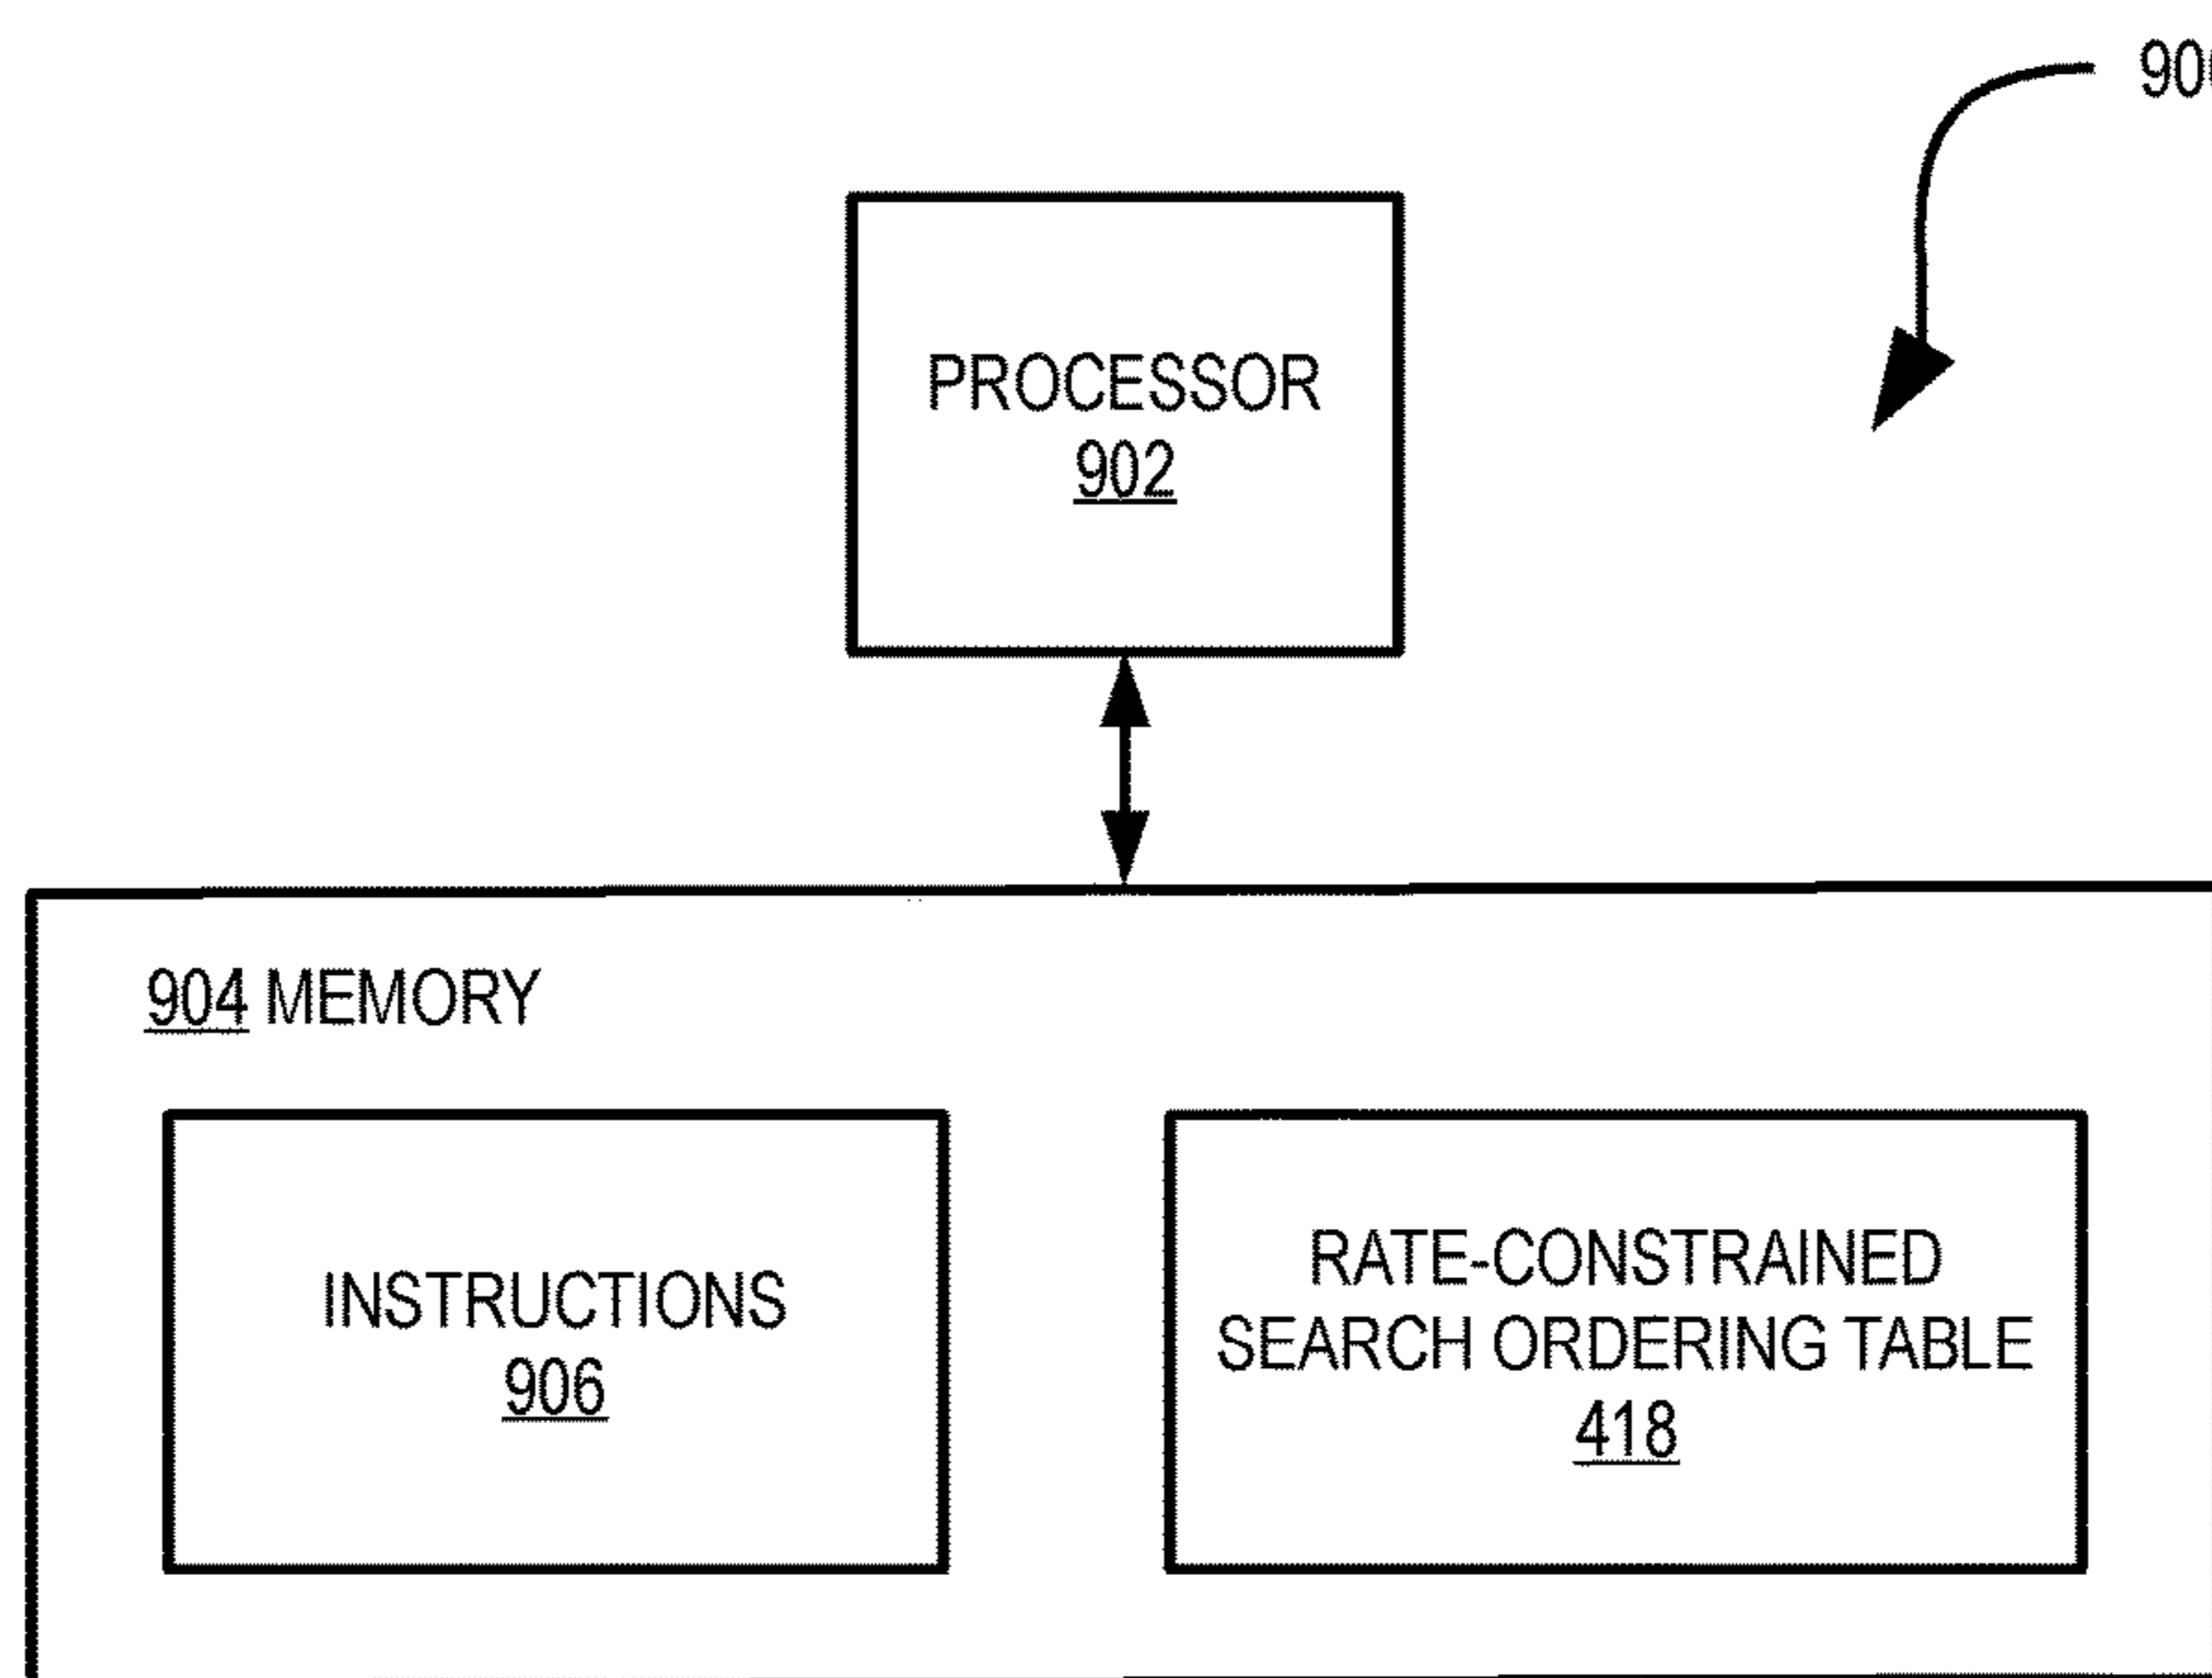 PROCESSOR
902
904 MEMORY
INSTRUCTIONS
906
RATE-CONSTRAINED
SEARCH ORDERING TABLE
418